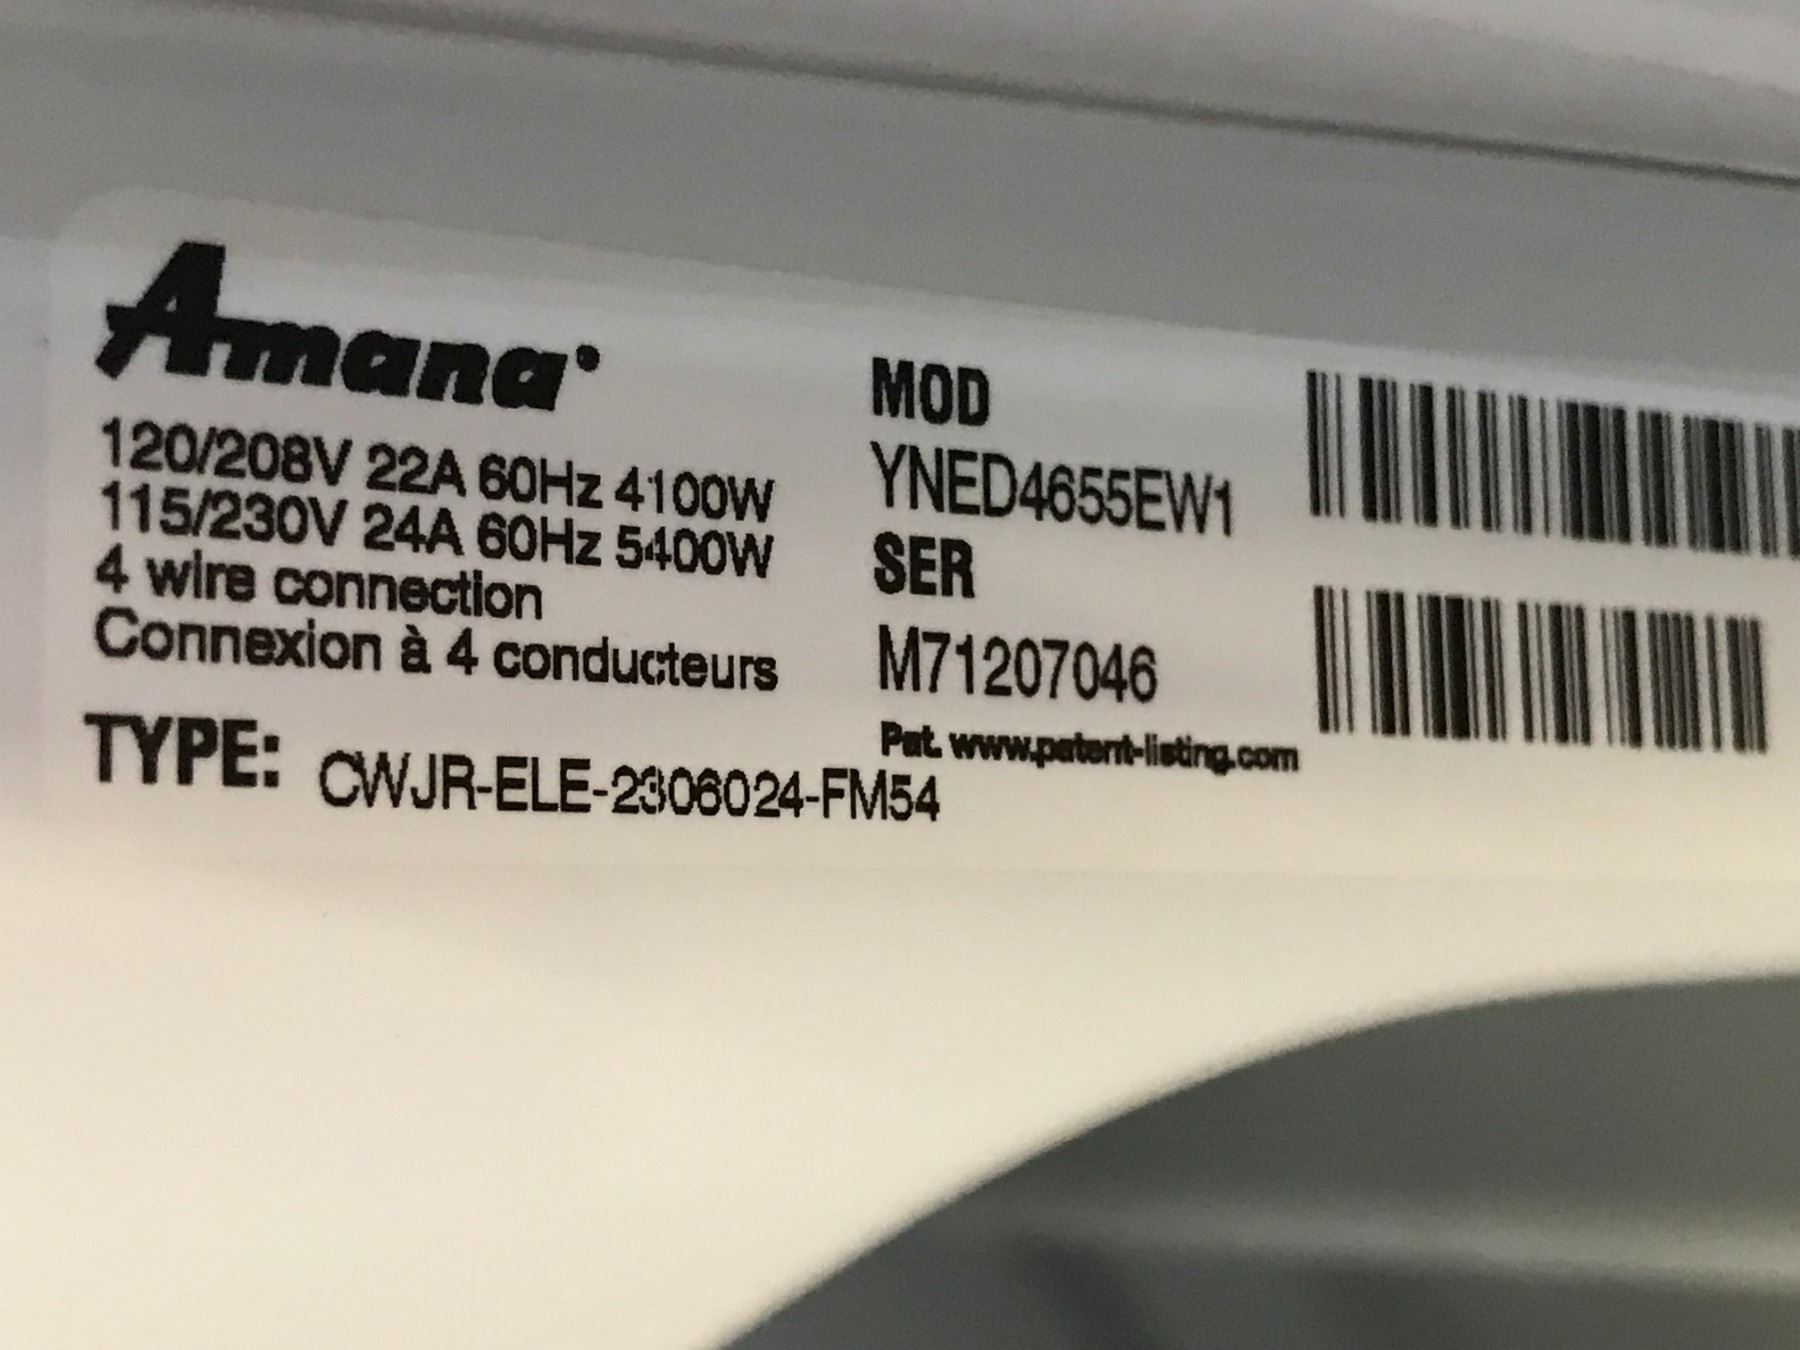 Amana
120/208V 22A 60Hz 4100W
115/230V 24A 60Hz 5400W
4 wire connection
Connexion à 4 conducteurs
TYPE: CWJR-ELE-2306024-FM54
MOD
YNED4655EW1
SER
M71207046
Pat. www.patent-listing.com